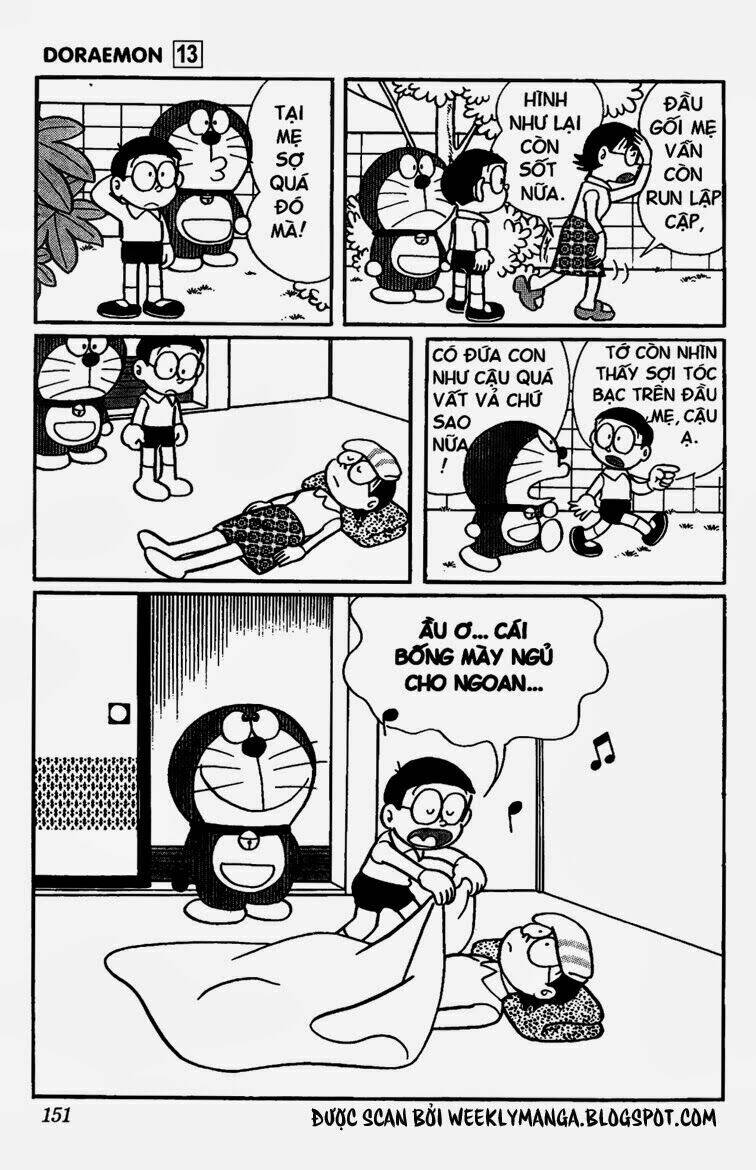 DORAEMON 13
ĐẦU
GỐI MẸ
VẤN CÒN
RUN LẬP
CẬP,
HÌNH
NHƯ LẠI
CÒN
SỐT
NỮA.
TẠI
MẸ
SỢ
QUÁ
ĐÓ
MÀ!
TỚ CÒN NHÌN
THẤY SỢI TÓC
BẠC TRÊN ĐẦU
MẸ, CẬU
Ạ.
CÓ ĐỨA CON
NHƯ CẬU QUÁ
VẤT VẢ CHỨ
SAO
NỮA
!
ẦU Ơ... CÁI
BỐNG MÀY NGỦ
CHO NGOAN...
151
ĐƯỢC SCAN BỞI WEEKLYMANGA.BLOGSPOT.COM